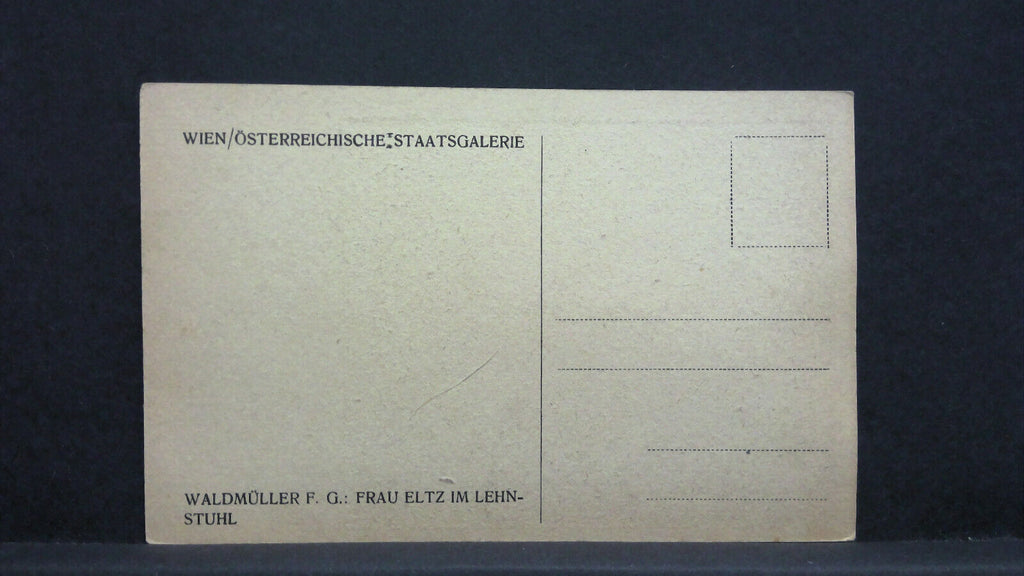 WIEN/ÖSTERREICHISCHE STAATSGALERIE
WALDMÜLLER F. G.: FRAU ELTZ IM LEHN-
STUHL